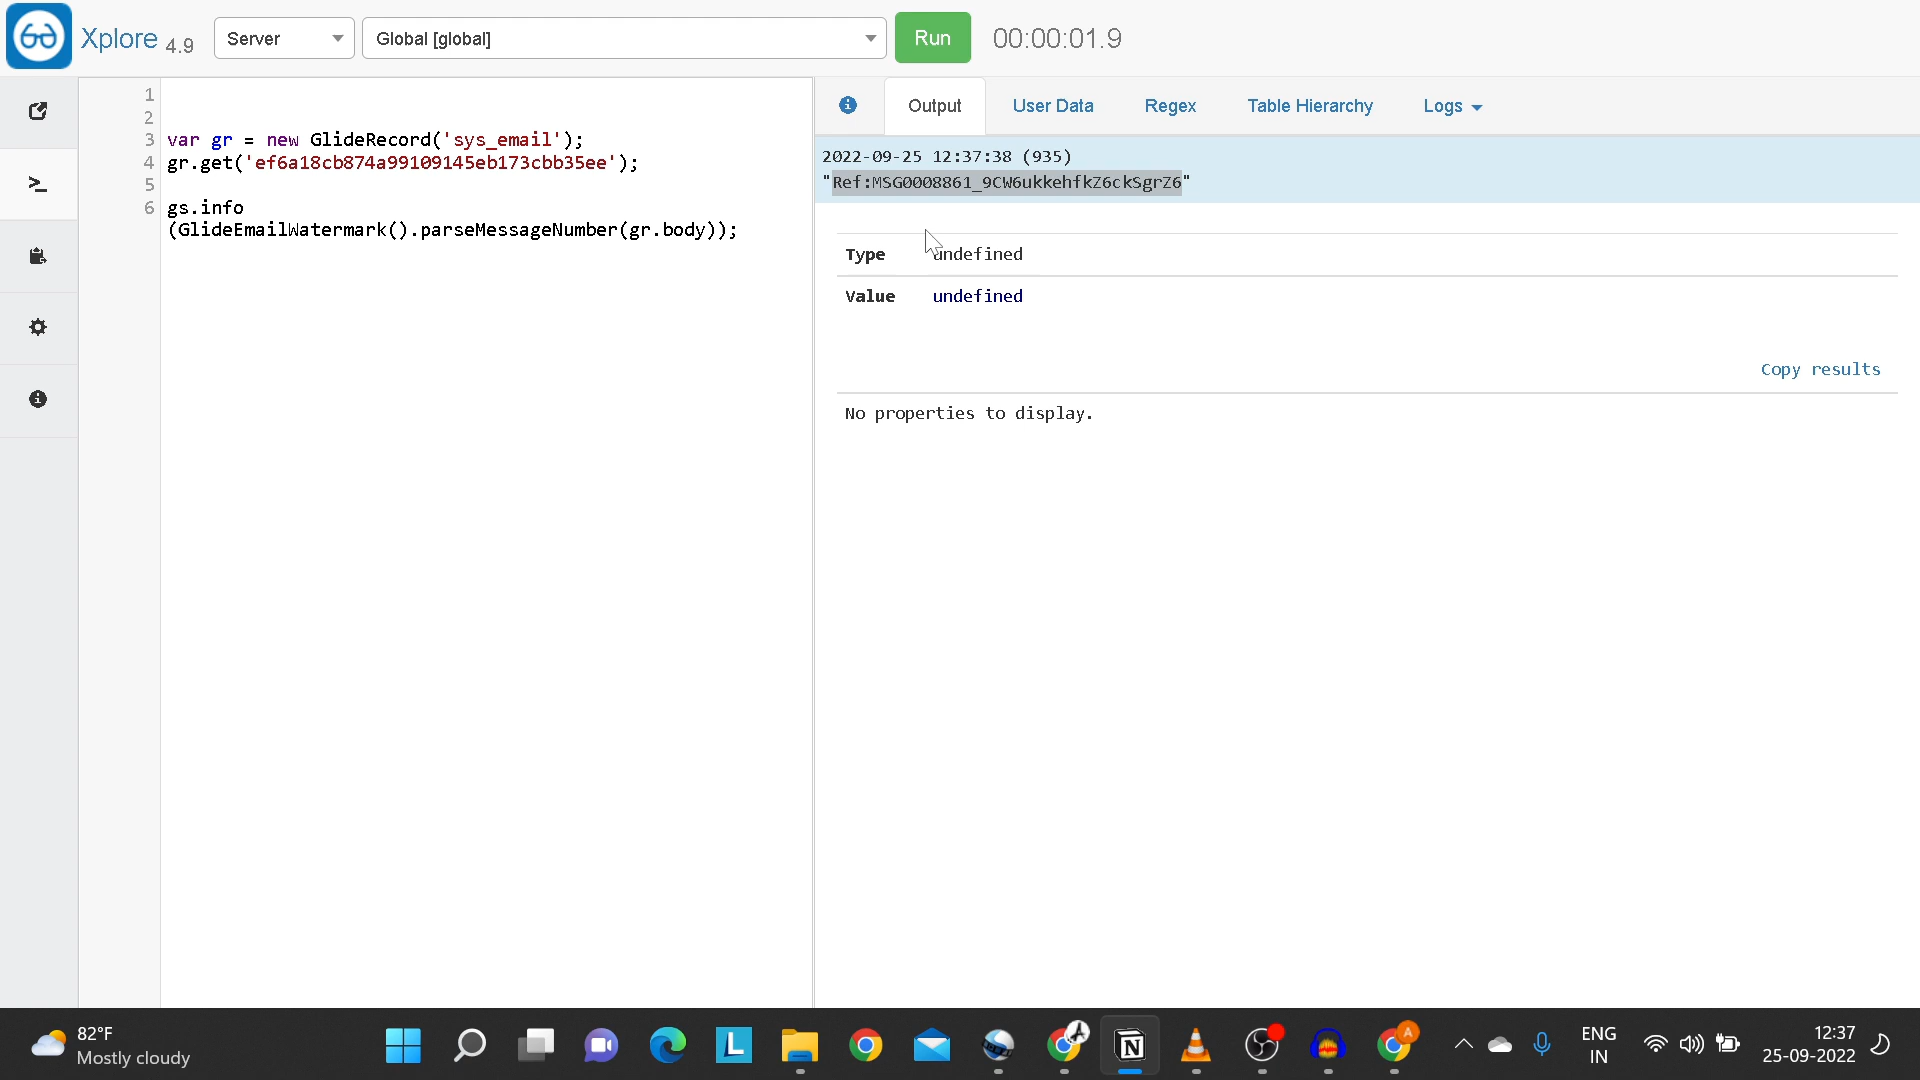 Xplore 4.9
Server
Global [global]
Run
00:00:01.9
1
2
3 var gr = new GlideRecord('sys_email');
4 gr.get('ef6a18cb874a99109145eb173cbb35ee');
5
6 gs.info
(GlideEmailWatermark().parseMessageNumber(gr.body));
Output
User Data
Regex
Table Hierarchy
Logs
2022-09-25 12:37:38 (935)
"Ref:MSG0008861_9CW6ukkehfkZ6ckSgrZ6"
Type undefined
Value undefined
Copy results
No properties to display.
82°F
Mostly cloudy
ENG
IN
12:37
25-09-2022